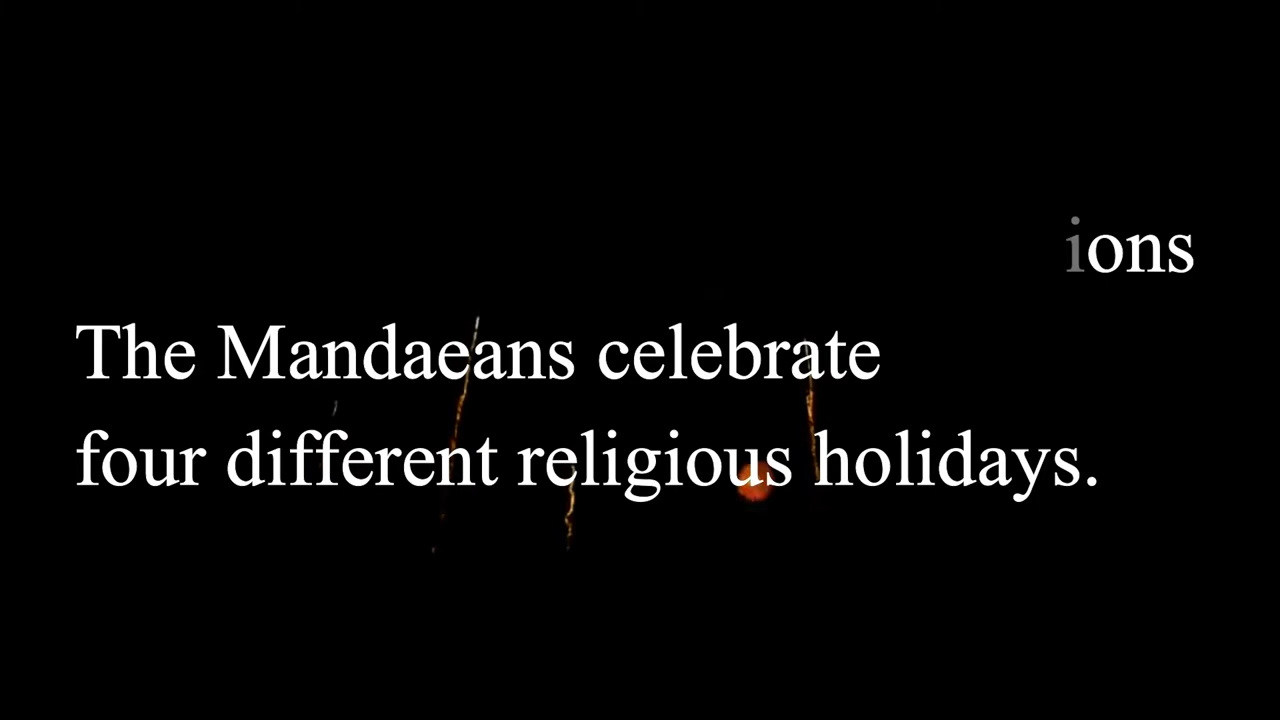 ions
The Mandaeans celebrate
four different religious holidays.